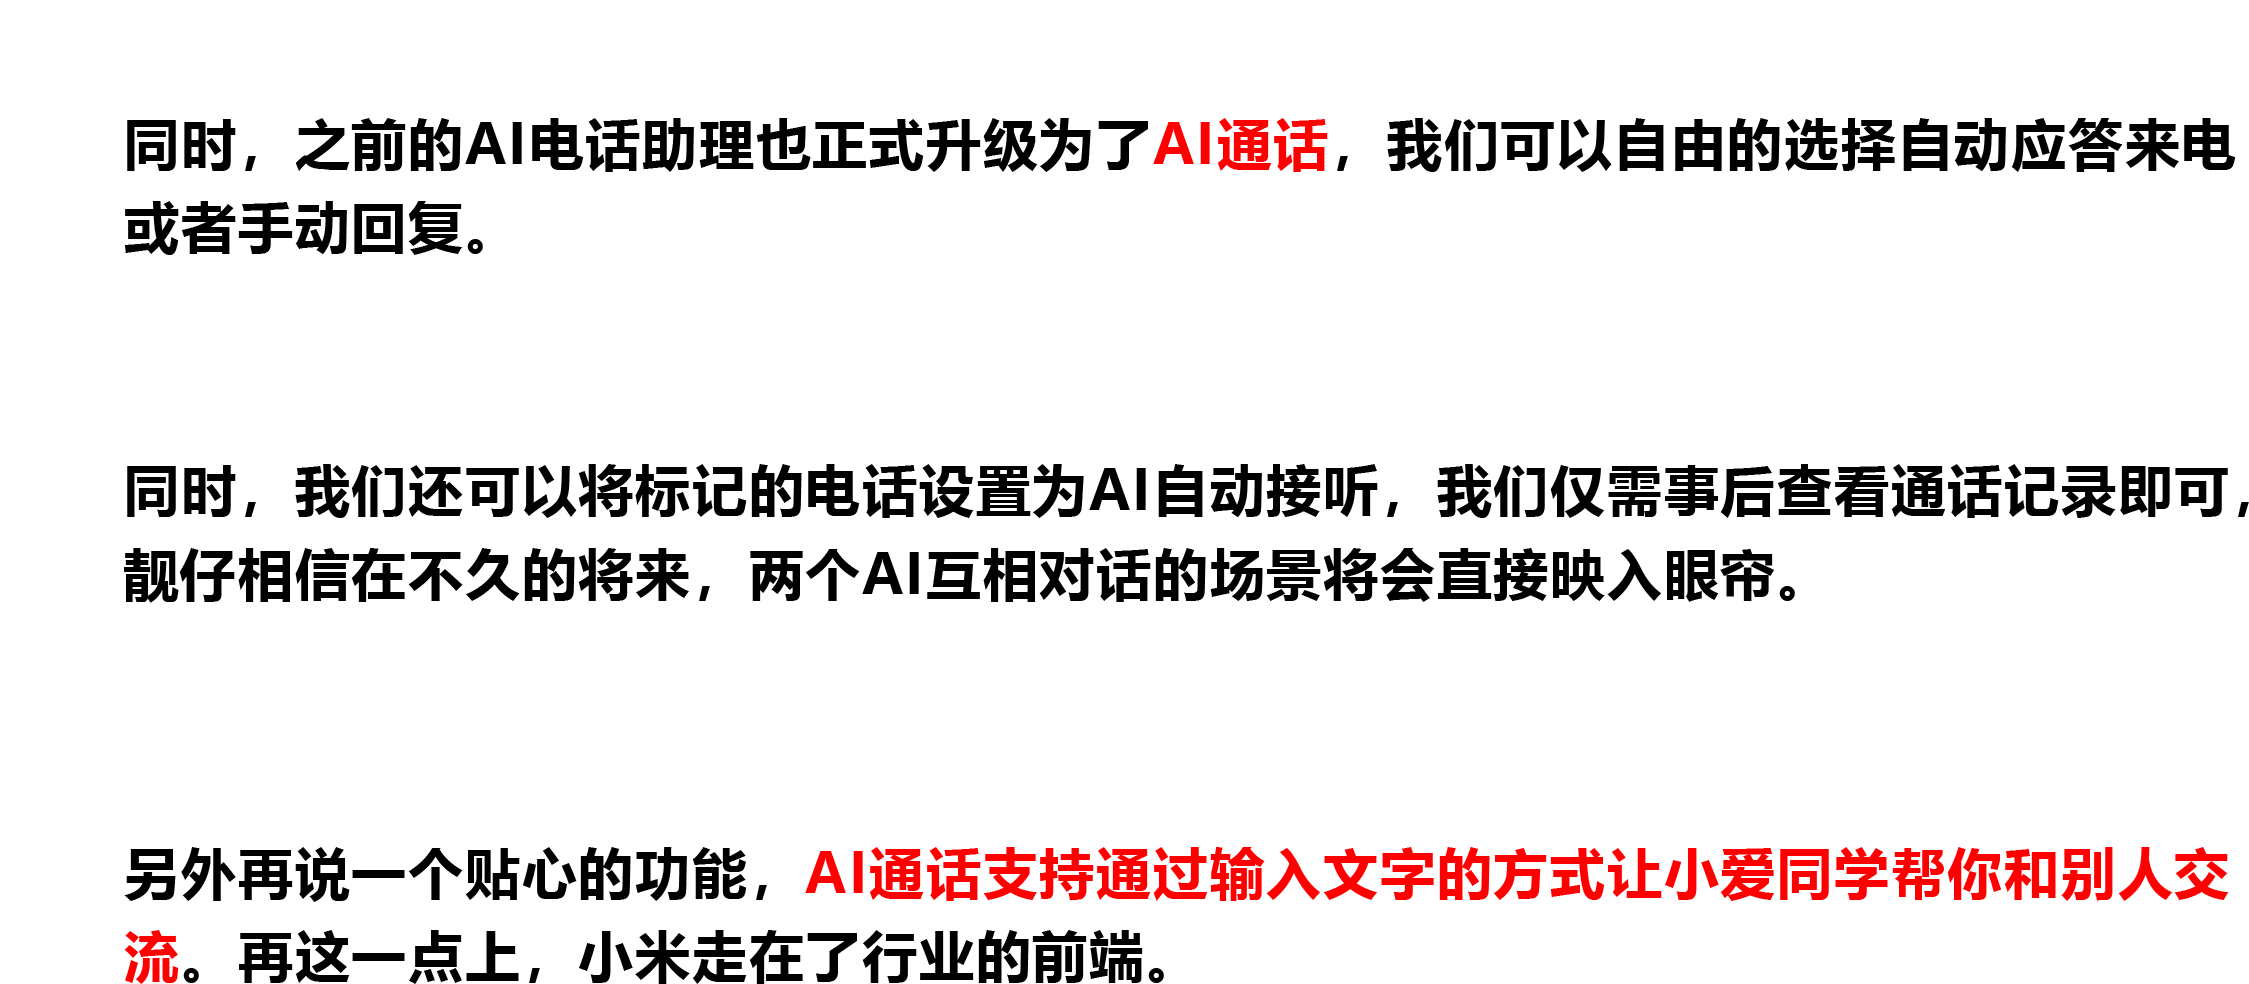 同时，之前的AI电话助理也正式升级为了AI通话，我们可以自由的选择自动应答来电
或者手动回复。
同时，我们还可以将标记的电话设置为AI自动接听，我们仅需事后查看通话记录即可，
靓仔相信在不久的将来，两个AI互相对话的场景将会直接映入眼帘。
另外再说一个贴心的功能，AI通话支持通过输入文字的方式让小爱同学帮你和别人交
流。再这一点上，小米走在了行业的前端。